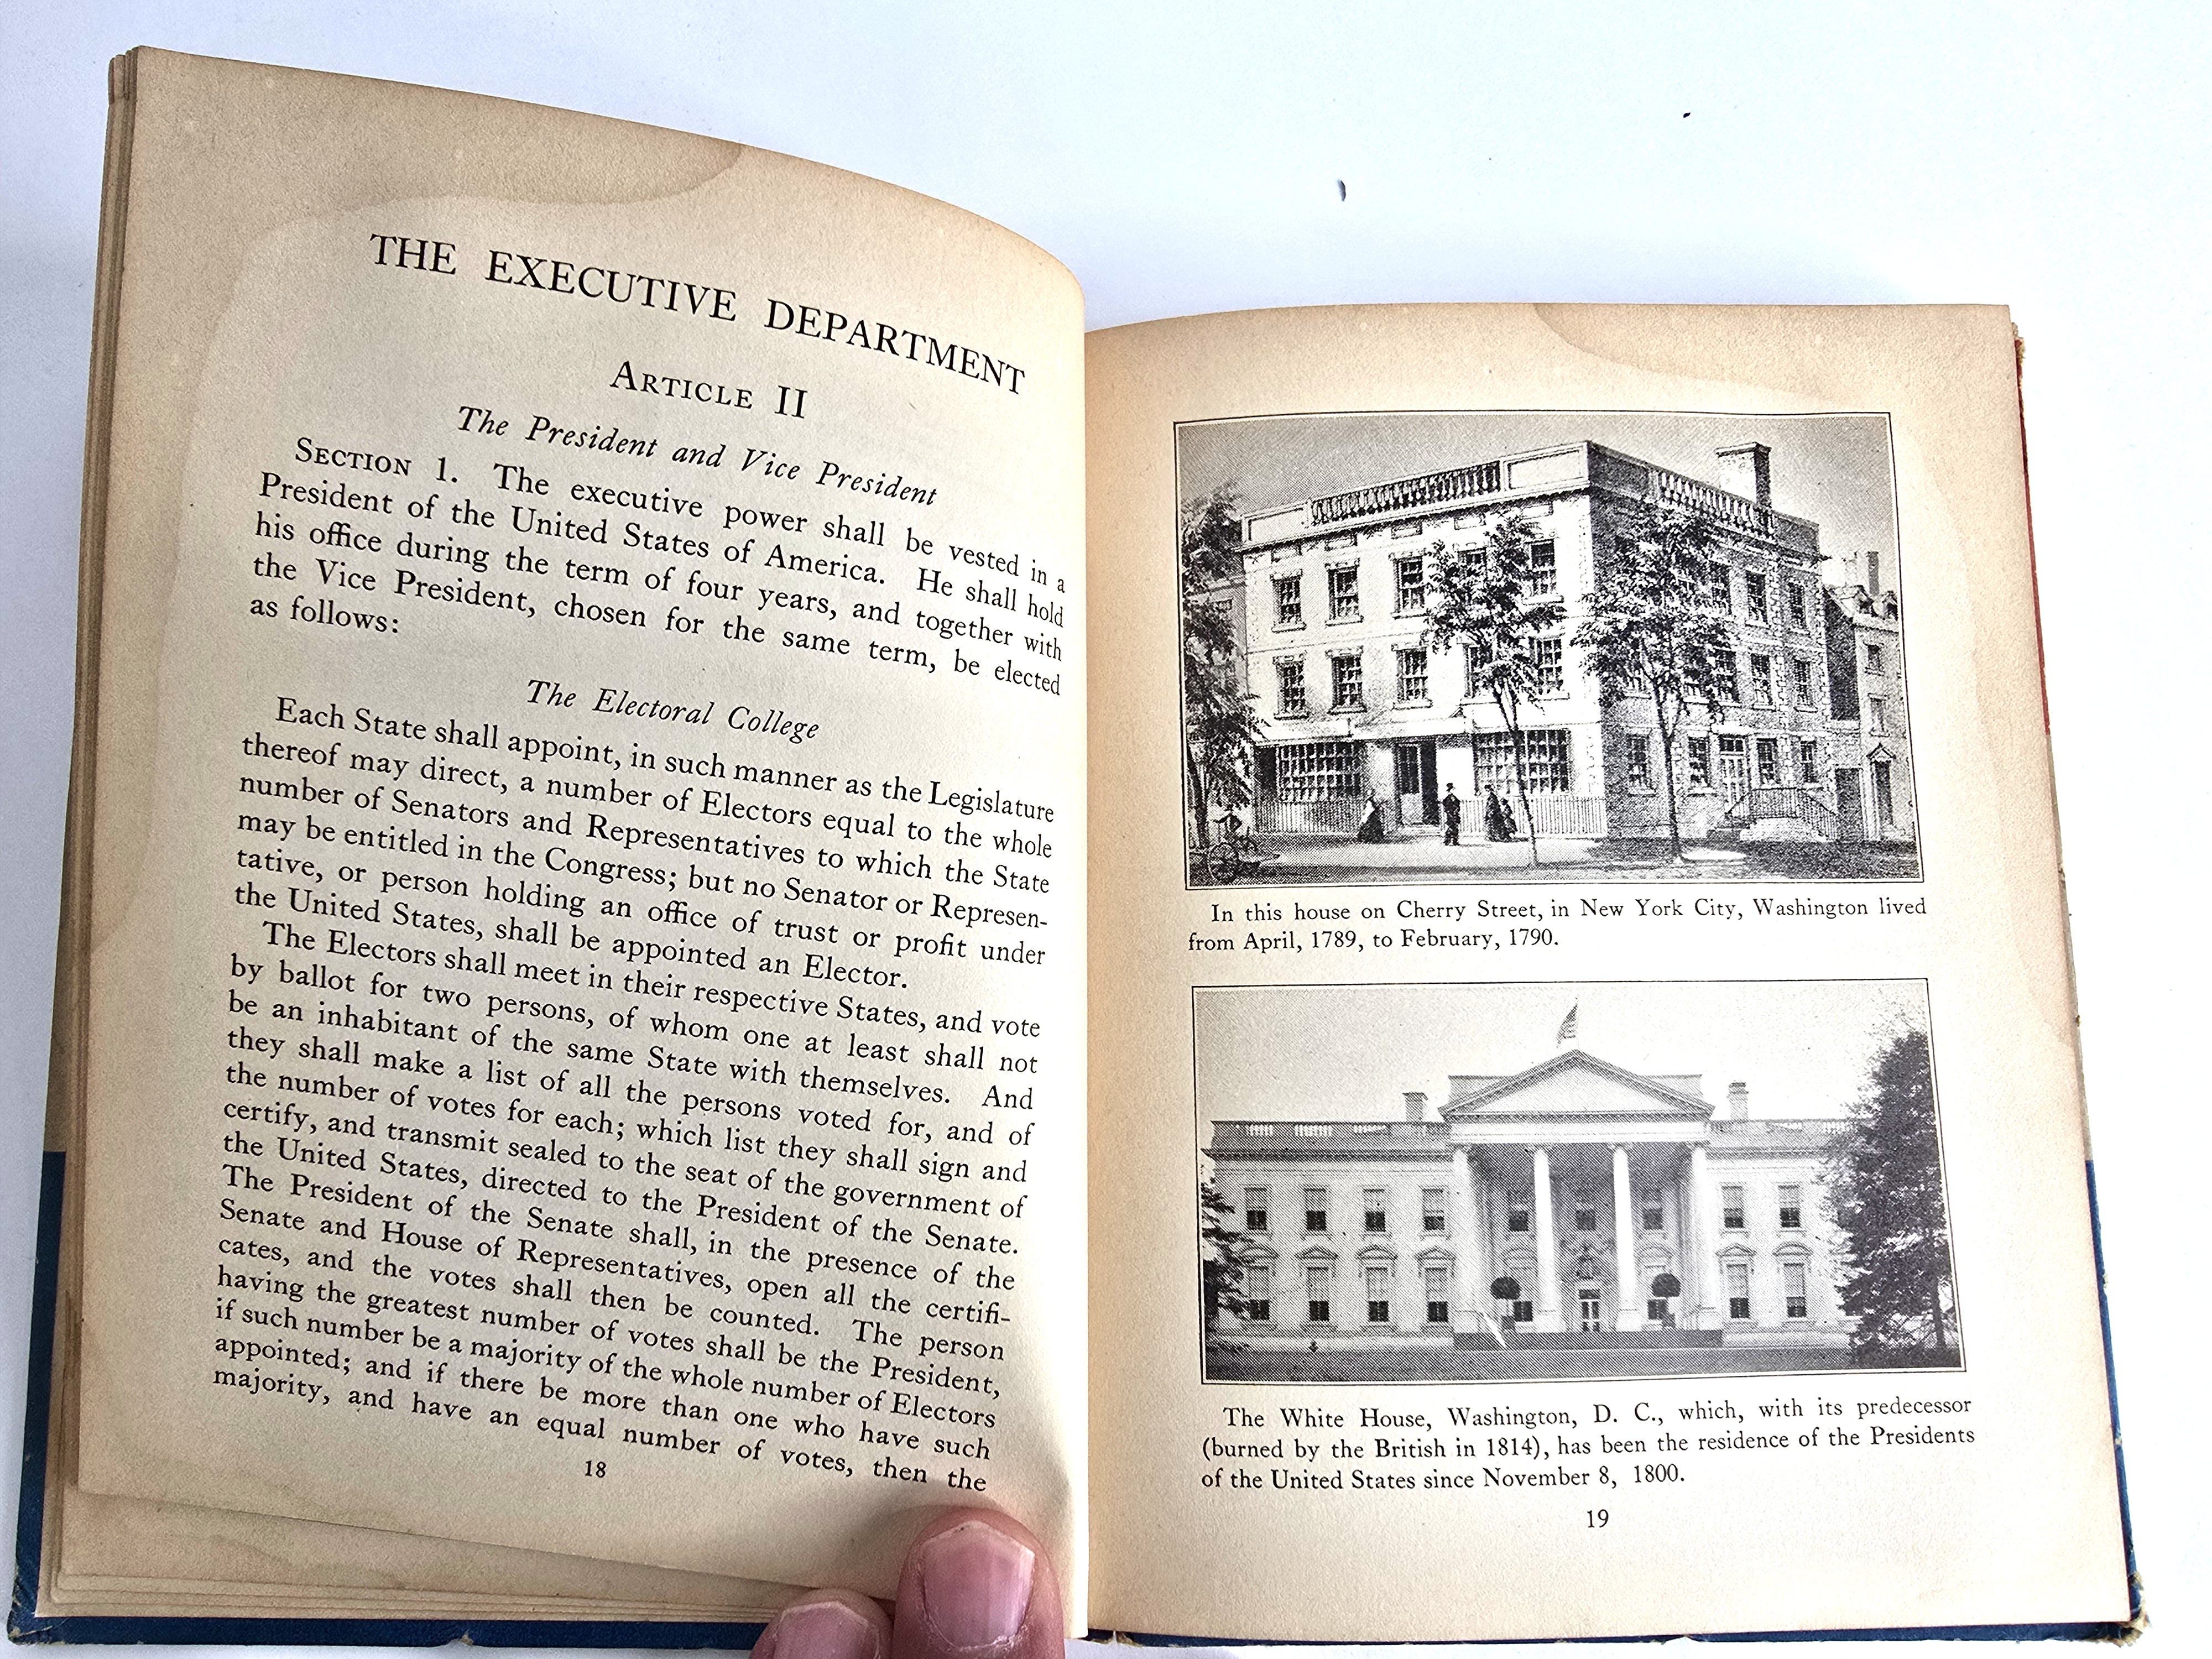 THE EXECUTIVE DEPARTMENT
ARTICLE II
The President and Vice President
SECTION 1. The executive power shall be vested in a
President of the United States of America. He shall hold
his office during the term of four years, and together with
the Vice President, chosen for the same term, be elected
as follows:
The Electoral College
Each State shall appoint, in such manner as the Legislature
thereof may direct, a number of Electors equal to the whole
number of Senators and Representatives to which the State
may be entitled in the Congress; but no Senator or Represen-
tative, or person holding an office of trust or profit under
the United States, shall be appointed an Elector.
The Electors shall meet in their respective States, and vote
by ballot for two persons, of whom one at least shall not
be an inhabitant of the same State with themselves. And
they shall make a list of all the persons voted for, and of
the number of votes for each; which list they shall sign and
certify, and transmit sealed to the seat of the government of
the United States, directed to the President of the Senate.
The President of the Senate shall, in the presence of the
Senate and House of Representatives, open all the certifi-
cates, and the votes shall then be counted. The person
having the greatest number of votes shall be the President,
if such number be a majority of the whole number of Electors
appointed; and if there be more than one who have such
majority, and have an equal number of votes, then the
18
In this house on Cherry Street, in New York City, Washington lived
from April, 1789, to February, 1790.
The White House, Washington, D. C., which, with its predecessor
(burned by the British in 1814), has been the residence of the Presidents
of the United States since November 8, 1800.
19